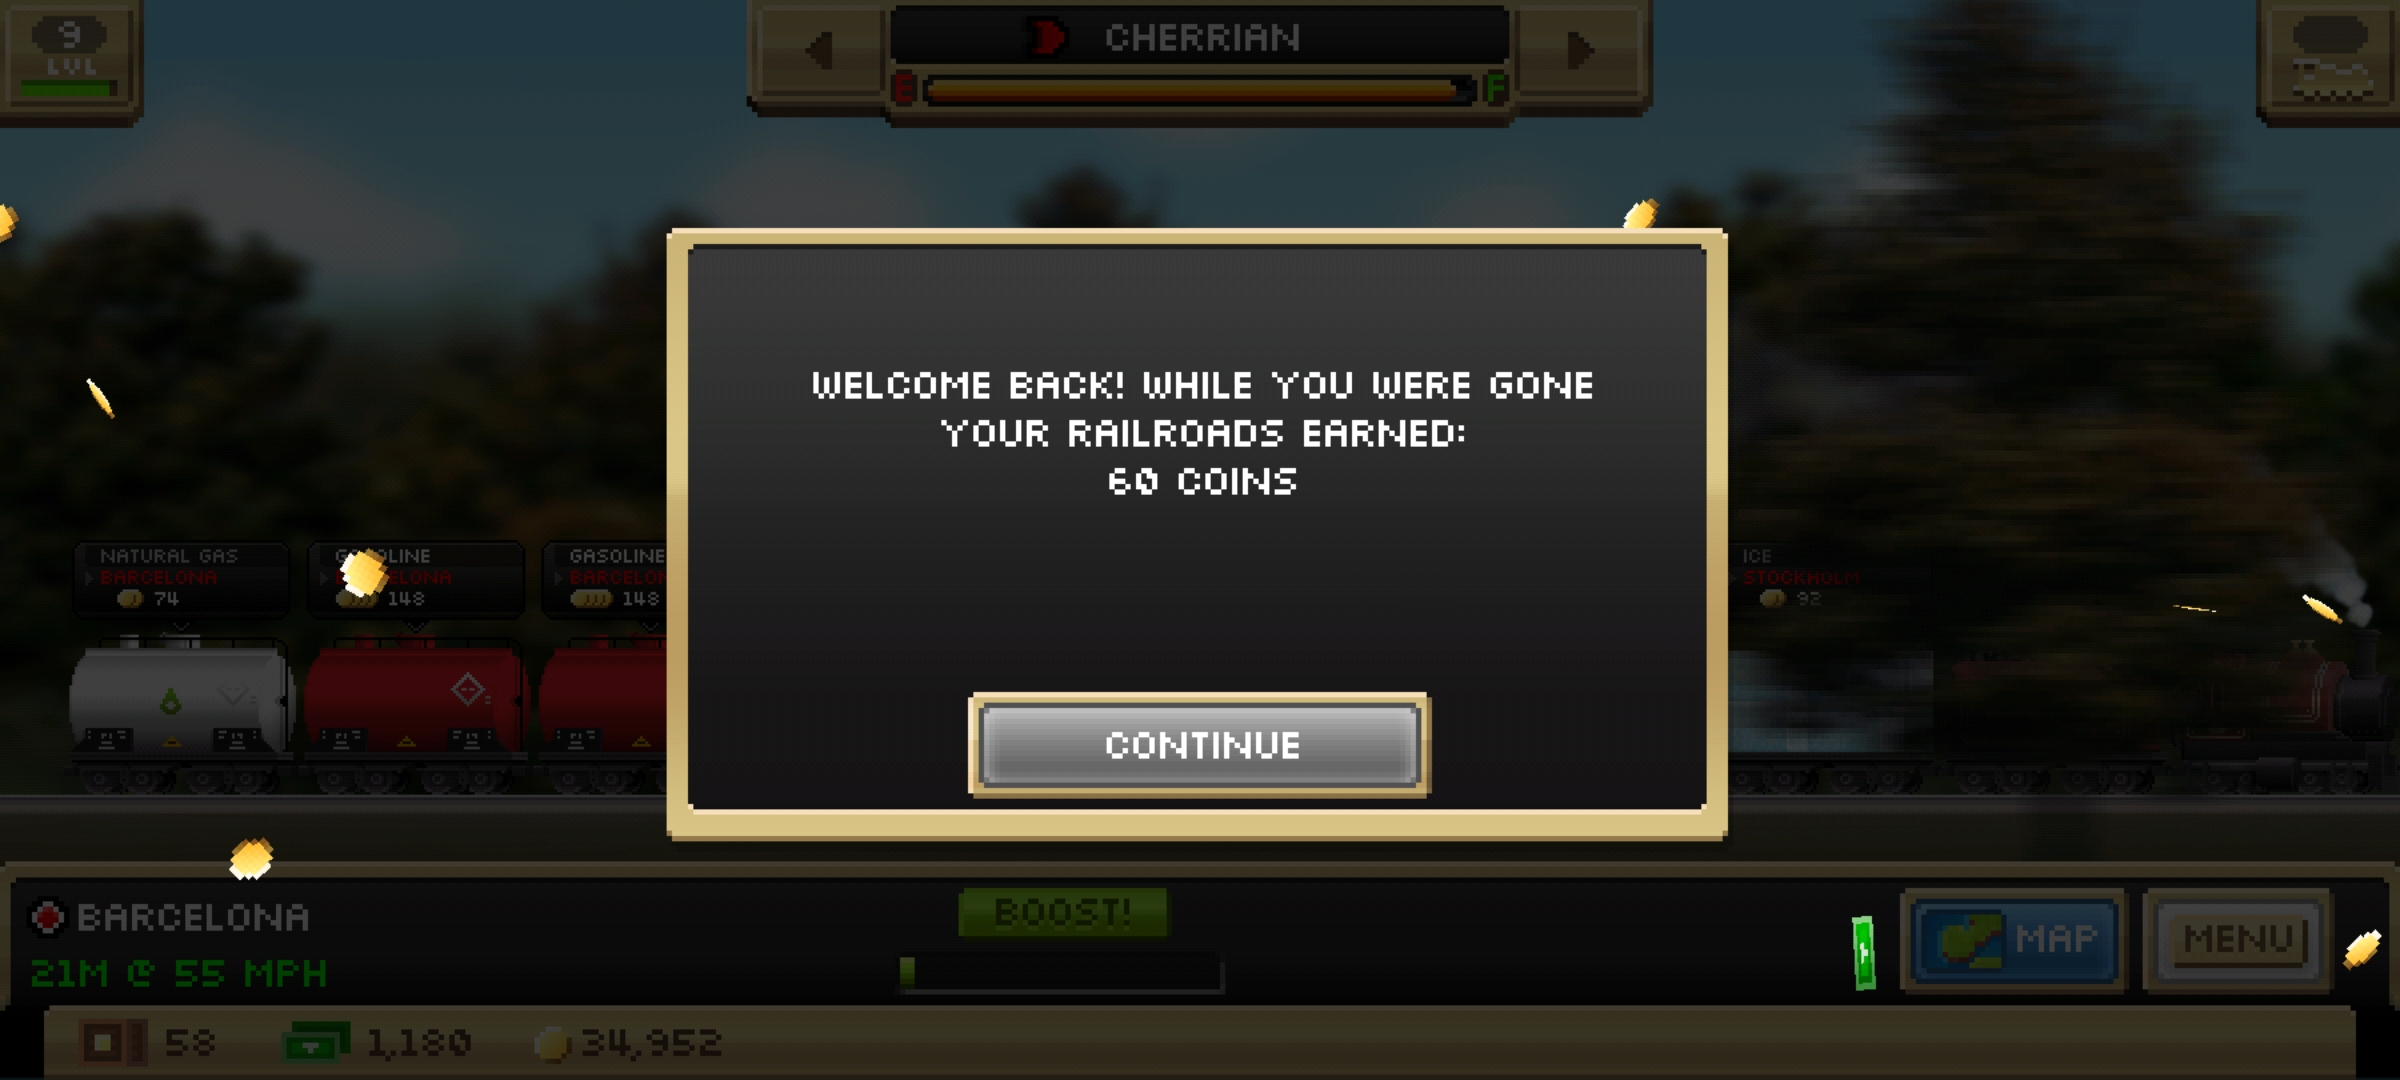 9
LVL
CHERRIAN
E
F
WELCOME BACK! WHILE YOU WERE GONE
YOUR RAILROADS EARNED:
60 COINS
NATURAL GAS
BARCELONA
74
148
GASOLINE
148
ICE
STOCKHOLM
92
CONTINUE
BARCELONA
21M @ 55 MPH
BOOST!
MAP
MENU
58
1,180
34,952